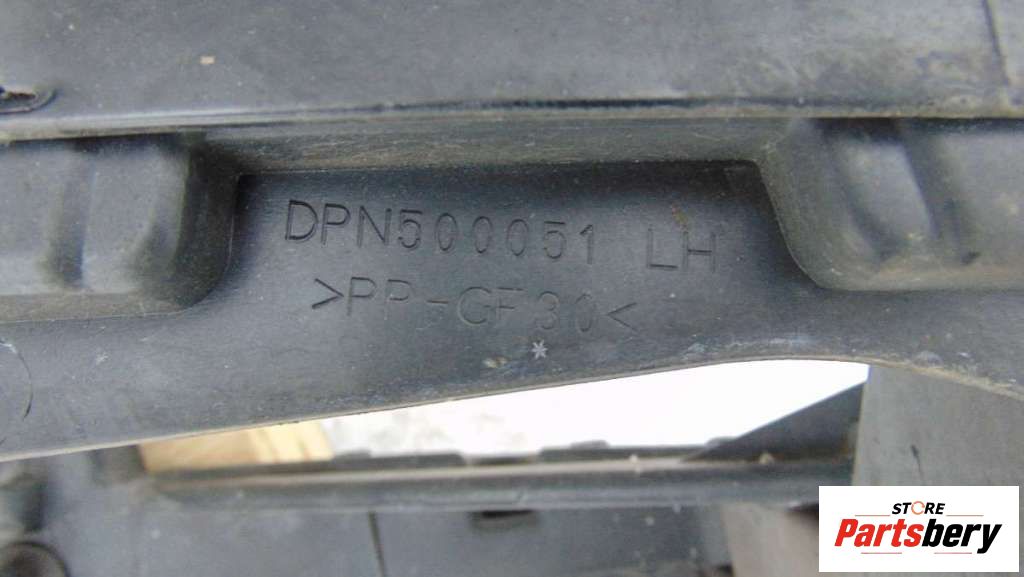 DPN500051 LH
>PP-GF30<
STORE
Partsbery